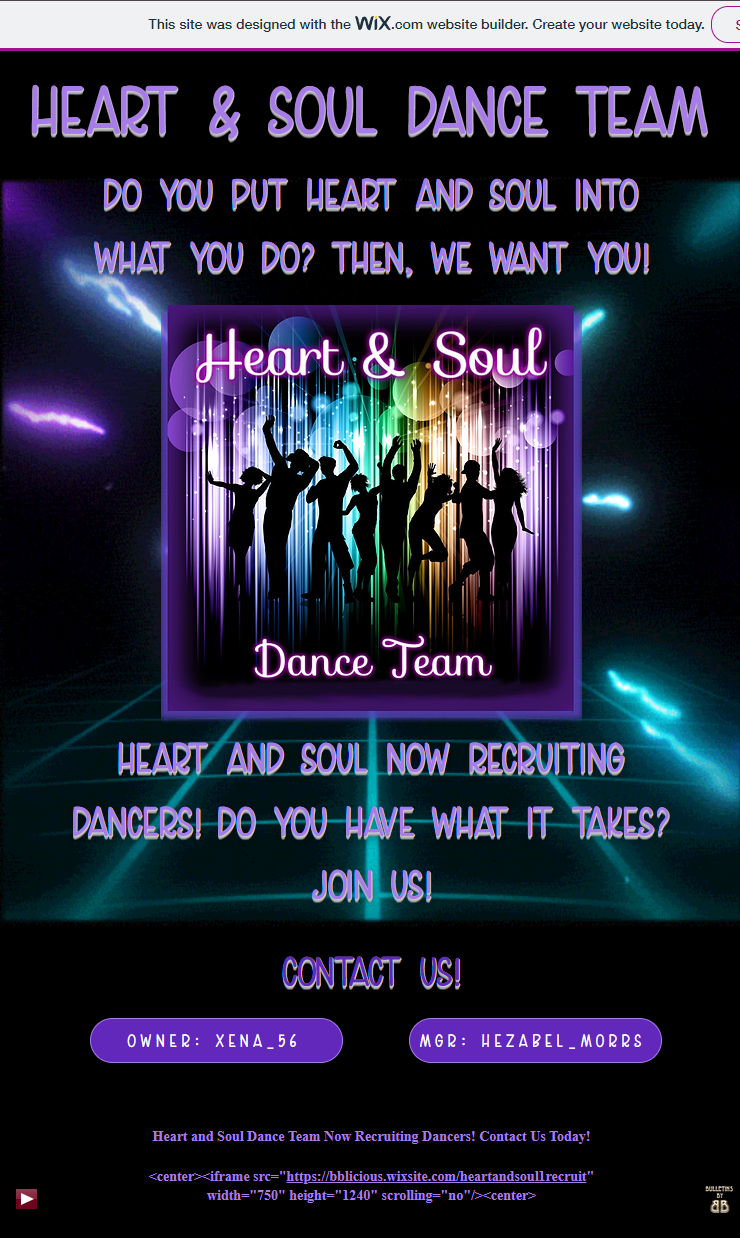 This site was designed with the WiX.com website builder. Create your website today. S
HEART & SOUL DANCE TEAM
DO YOU PUT HEART AND SOUL INTO
WHAT YOU DO? THEN, WE WANT YOU!
Heart & Soul
Dance Team
HEART AND SOUL NOW RECRUITING
DANCERS! DO YOU HAVE WHAT IT TAKES?
JOIN US!
CONTACT US!
OWNER: XENA_56
MGR: HEZABEL_MORRS
Heart and Soul Dance Team Now Recruiting Dancers! Contact Us Today!
<center><iframe src="https://bblicious.wixsite.com/heartandsoul1recruit"
width="750" height="1240" scrolling="no"/><center>
BULLETINS
BY
BB